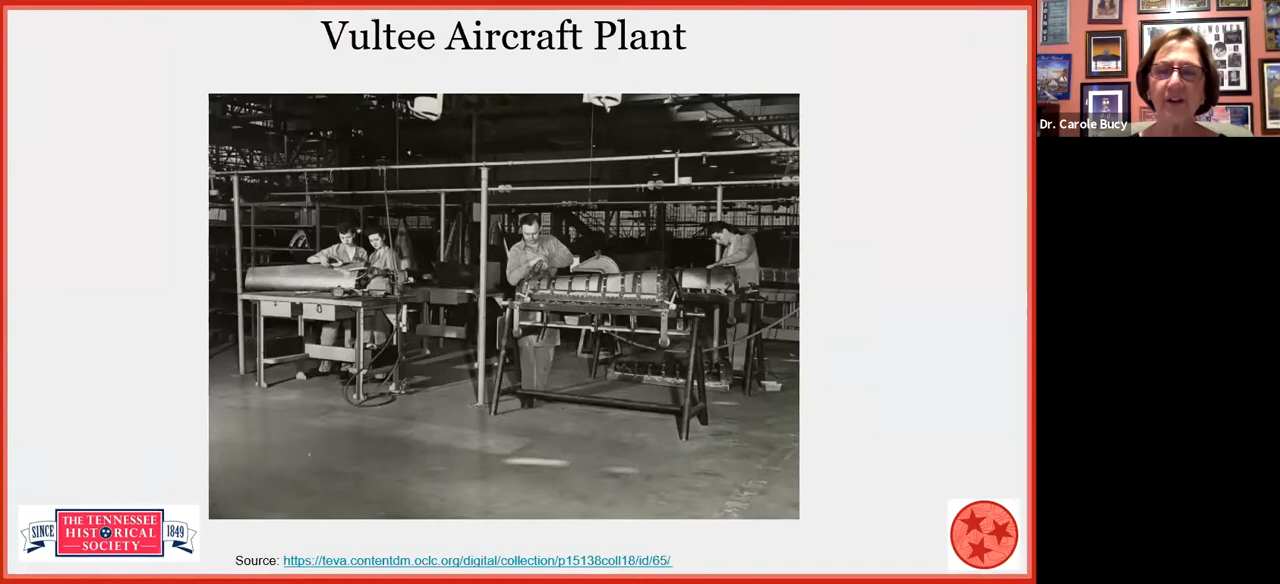 Vultee Aircraft Plant
Dr. Carole Bucy
SINCE
THE TENNESSEE
HISTORICAL
SOCIETY
1849
Source: https://teva.contentdm.oclc.org/digital/collection/p15138coll18/id/65/